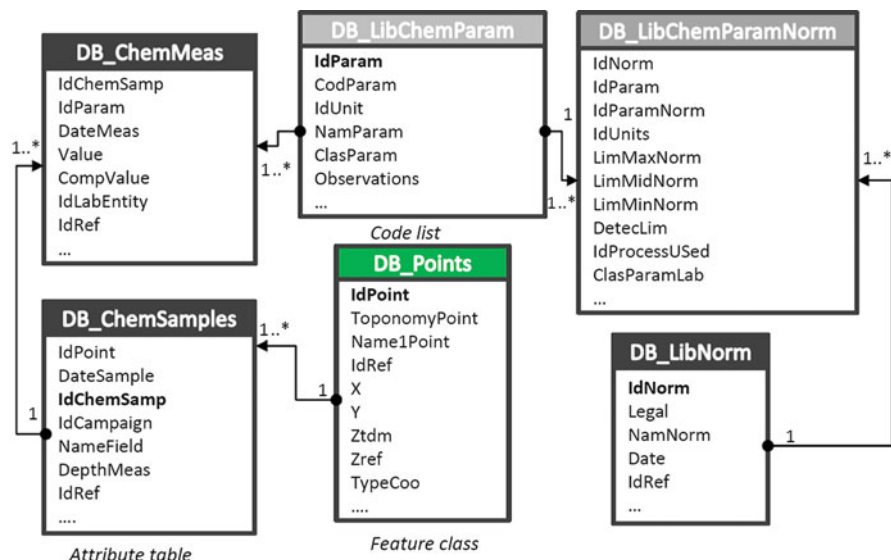 DB_ChemMeas
IdChemSamp
IdParam
DateMeas
Value
CompValue
IdLabEntity
IdRef
...
1..*
1..*
DB_LibChemParam
IdParam
CodParam
IdUnit
NamParam
ClasParam
Observations
...
Code list
1
1..*
DB_LibChemParamNorm
IdNorm
IdParam
IdParamNorm
IdUnits
LimMaxNorm
LimMidNorm
LimMinNorm
DetecLim
IdProcessUSed
ClasParamLab
...
1..*
DB_ChemSamples
IdPoint
DateSample
IdChemSamp
IdCampaign
NameField
DepthMeas
IdRef
....
1
1..*
Attribute table
DB_Points
IdPoint
ToponomyPoint
Name1Point
IdRef
X
Y
Ztdm
Zref
TypeCoo
....
1
Feature class
DB_LibNorm
IdNorm
Legal
NamNorm
Date
IdRef
...
1